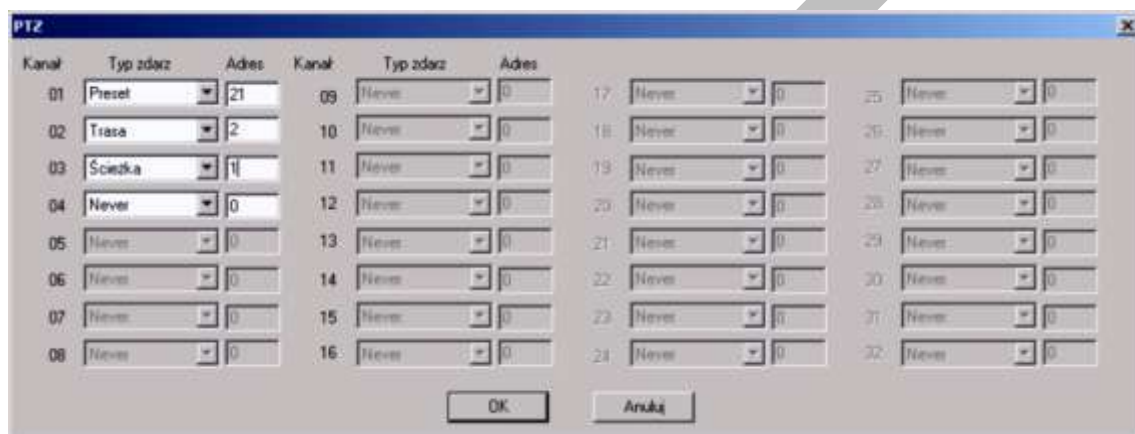 PTZ
Kanał Typ zdarz Adres Kanał Typ zdarz Adres
01 Preset 21 09 Never 0 17 Never 0 25 Never 0
02 Trasa 2 10 Never 0 18 Never 0 26 Never 0
03 Ścieżka 1 11 Never 0 19 Never 0 27 Never 0
04 Never 0 12 Never 0 20 Never 0 28 Never 0
05 Never 0 13 Never 0 21 Never 0 29 Never 0
06 Never 0 14 Never 0 22 Never 0 30 Never 0
07 Never 0 15 Never 0 23 Never 0 31 Never 0
08 Never 0 16 Never 0 24 Never 0 32 Never 0
OK Anuluj